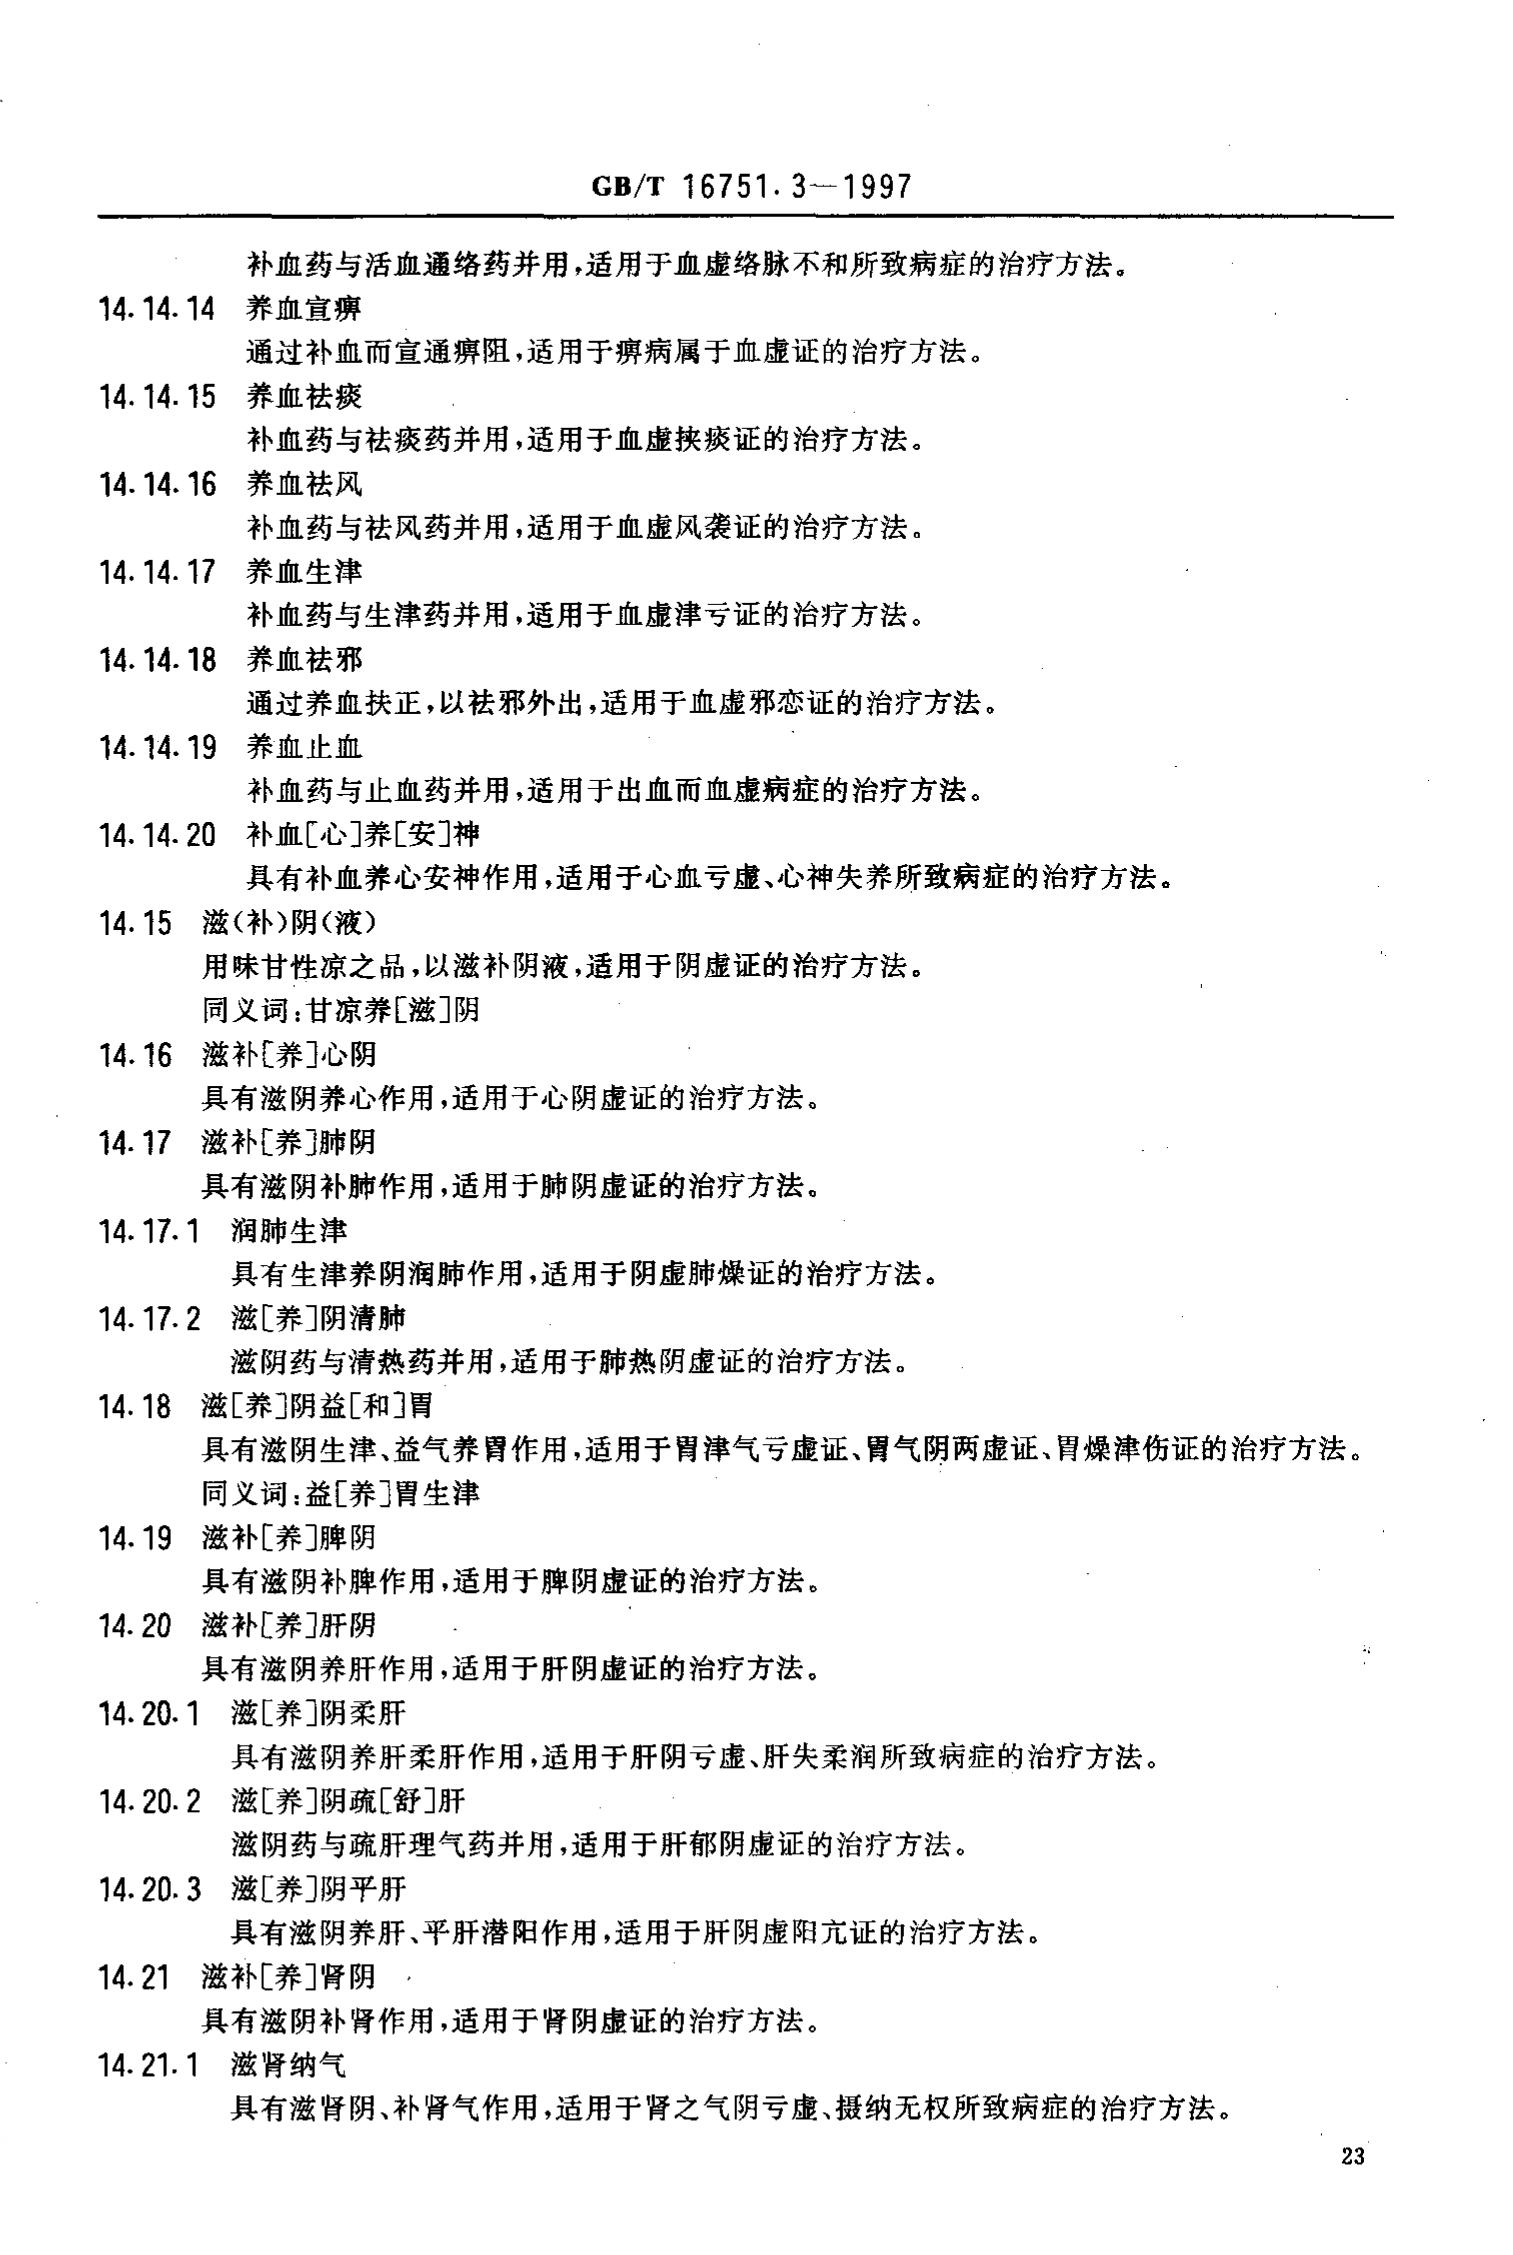 GB/T 16751.3—1997
补血药与活血通络药并用,适用于血虚络脉不和所致病症的治疗方法。
14.14.14 养血宣痹
通过补血而宣通痹阻,适用于痹病属于血虚证的治疗方法。
14.14.15 养血祛痰
补血药与祛痰药并用,适用于血虚挟痰证的治疗方法。
14.14.16 养血祛风
补血药与祛风药并用,适用于血虚风袭证的治疗方法。
14.14.17 养血生津
补血药与生津药并用,适用于血虚津亏证的治疗方法。
14.14.18 养血祛邪
通过养血扶正,以祛邪外出,适用于血虚邪恋证的治疗方法。
14.14.19 养血止血
补血药与止血药并用,适用于出血而血虚病症的治疗方法。
14.14.20 补血[心]养[安]神
具有补血养心安神作用,适用于心血亏虚、心神失养所致病症的治疗方法。
14.15 滋(补)阴(液)
用味甘性凉之品,以滋补阴液,适用于阴虚证的治疗方法。
同义词:甘凉养[滋]阴
14.16 滋补[养]心阴
具有滋阴养心作用,适用于心阴虚证的治疗方法。
14.17 滋补[养]肺阴
具有滋阴补肺作用,适用于肺阴虚证的治疗方法。
14.17.1 润肺生津
具有生津养阴润肺作用,适用于阴虚肺燥证的治疗方法。
14.17.2 滋[养]阴清肺
滋阴药与清热药并用,适用于肺热阴虚证的治疗方法。
14.18 滋[养]阴益[和]胃
具有滋阴生津、益气养胃作用,适用于胃津气亏虚证、胃气阴两虚证、胃燥津伤证的治疗方法。
同义词:益[养]胃生津
14.19 滋补[养]脾阴
具有滋阴补脾作用,适用于脾阴虚证的治疗方法。
14.20 滋补[养]肝阴
具有滋阴养肝作用,适用于肝阴虚证的治疗方法。
14.20.1 滋[养]阴柔肝
具有滋阴养肝柔肝作用,适用于肝阴亏虚、肝失柔润所致病症的治疗方法。
14.20.2 滋[养]阴疏[舒]肝
滋阴药与疏肝理气药并用,适用于肝郁阴虚证的治疗方法。
14.20.3 滋[养]阴平肝
具有滋阴养肝、平肝潜阳作用,适用于肝阴虚阳亢证的治疗方法。
14.21 滋补[养]肾阴
具有滋阴补肾作用,适用于肾阴虚证的治疗方法。
14.21.1 滋肾纳气
具有滋肾阴、补肾气作用,适用于肾之气阴亏虚、摄纳无权所致病症的治疗方法。
23